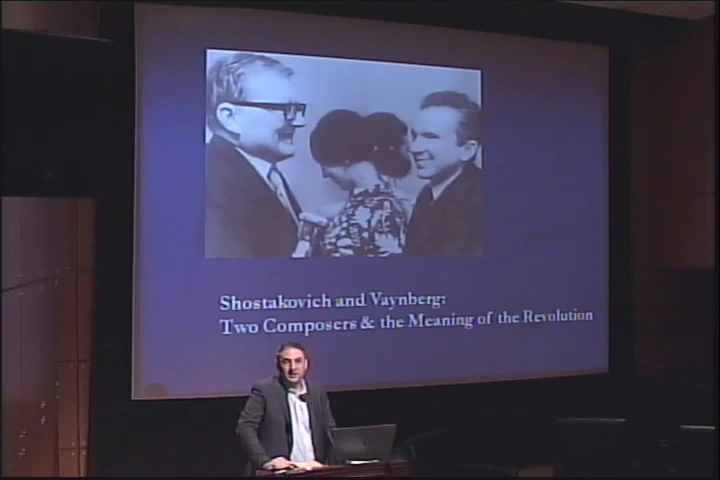 Shostakovich and Vaynberg:
Two Composers & the Meaning of the Revolution